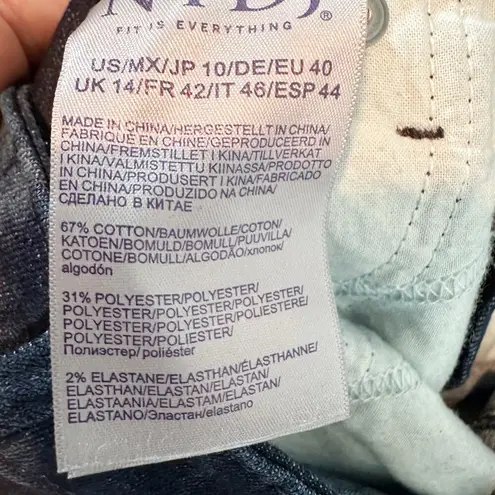 NYDJ®
FIT IS EVERYTHING
US/MX/JP 10/DE/EU 40
UK 14/FR 42/IT 46/ESP 44
MADE IN CHINA/HERGESTELLT IN CHINA/
FABRIQUÉ EN CHINE/GEPRODUCEERD IN
CHINA/FREMSTILLET I KINA/TILLVERKAT
I KINA/VALMISTETTU KIINASSA/PRODOTTO
IN CHINA/PRODUSERT I KINA/FABRICADO
EN CHINA/PRODUZIDO NA CHINA/
СДЕЛАНО В КИТАЕ
67% COTTON/BAUMWOLLE/COTON/
KATOEN/BOMULD/BOMULL/PUUVILLA/
COTONE/BOMULL/ALGODÃO/хлопок/
algodón
31% POLYESTER/POLYESTER/
POLYESTER/POLYESTER/POLYESTER/
POLYESTER/POLYESTERI/POLIESTERE/
POLYESTER/POLIESTER/
Полиэстер/ poliéster
2% ELASTANE/ELASTHAN/ÉLASTHANNE/
ELASTHAN/ELASTAN/ELASTAN/
ELASTAANIA/ELASTAM/ELASTAN/
ELASTANO/Эластан/elastano